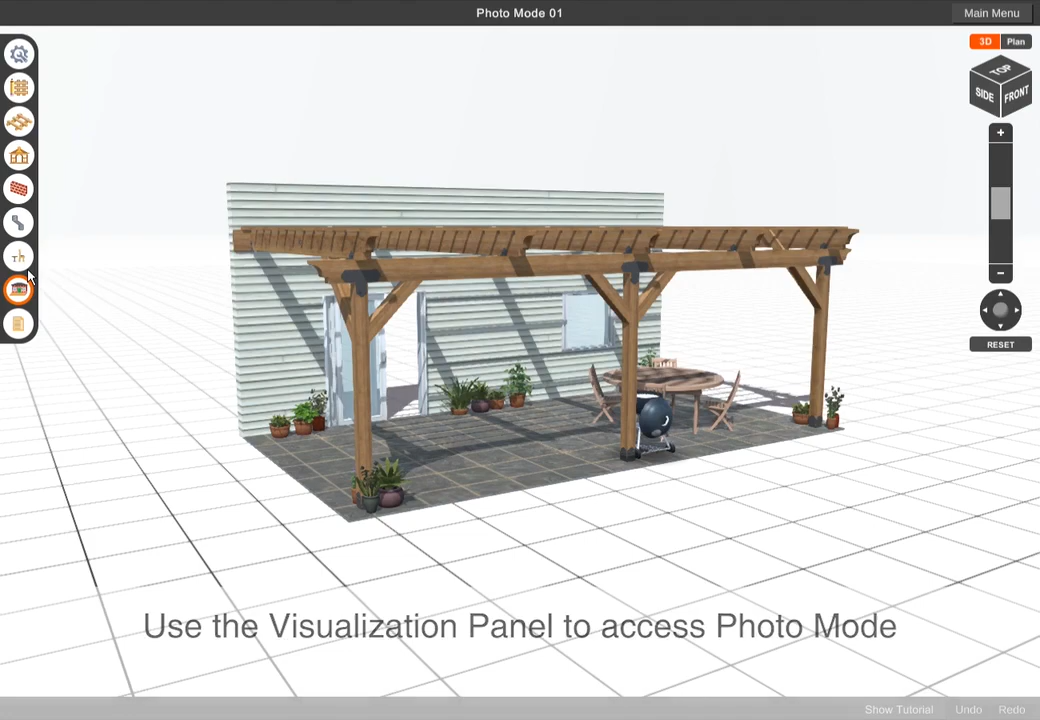 Photo Mode 01
Main Menu
3D Plan
TOP
SIDE FRONT
+
−
RESET
Use the Visualization Panel to access Photo Mode
Show Tutorial Undo Redo